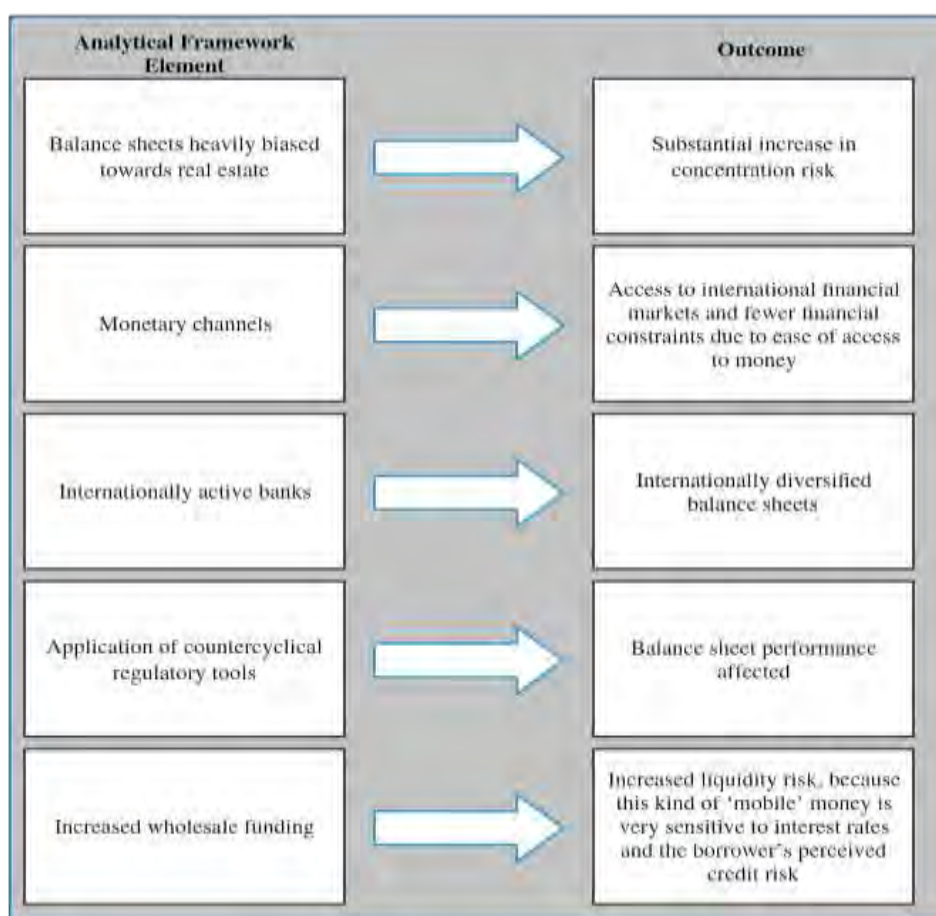 Analytical Framework
Element
Outcome
Balance sheets heavily biased
towards real estate
Substantial increase in
concentration risk
Monetary channels
Access to international financial
markets and fewer financial
constraints due to ease of access
to money
Internationally active banks
Internationally diversified
balance sheets
Application of countercyclical
regulatory tools
Balance sheet performance
affected
Increased wholesale funding
Increased liquidity risk, because
this kind of ‘mobile’ money is
very sensitive to interest rates
and the borrower’s perceived
credit risk